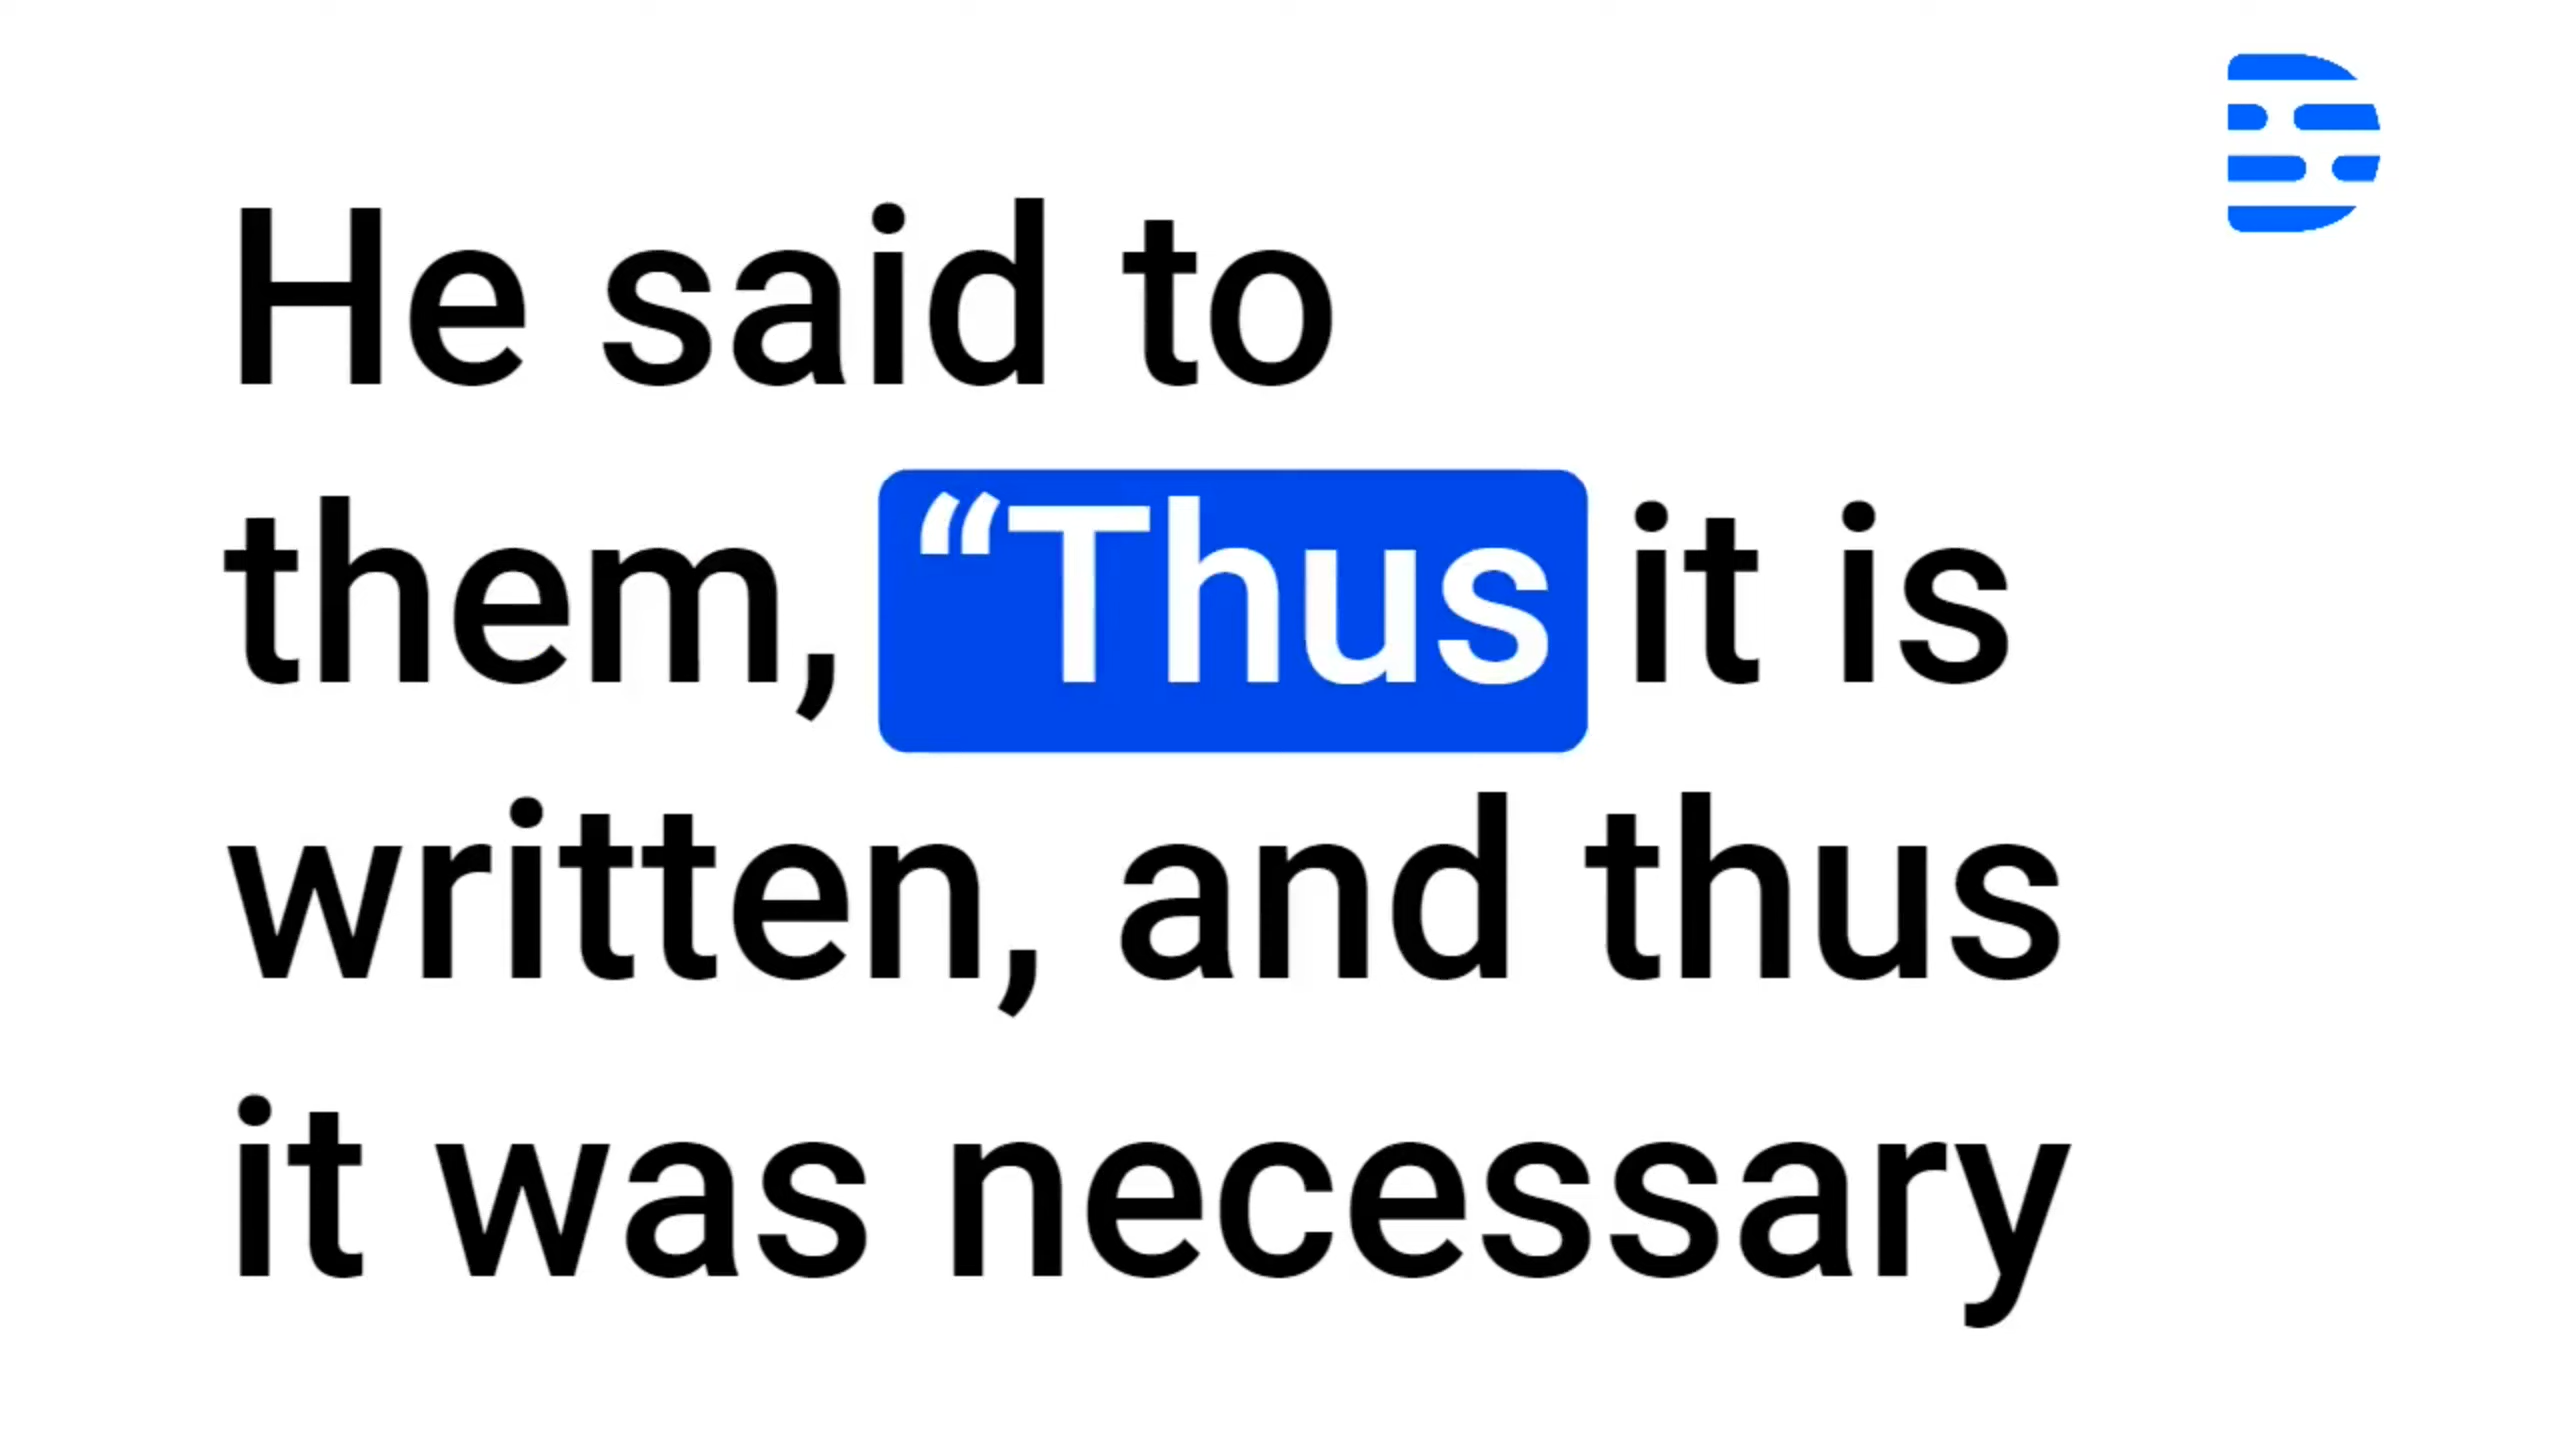 He said to
them, “Thus it is
written, and thus
it was necessary